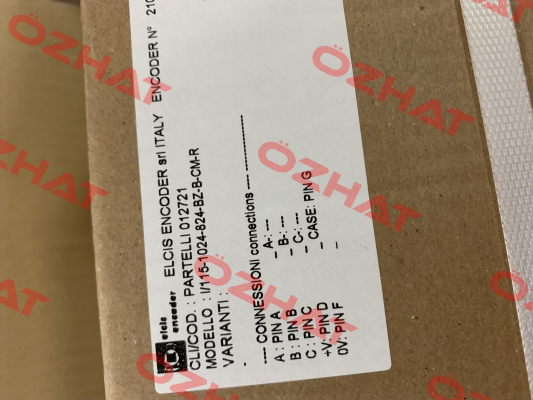 elcis encoder ELCIS ENCODER srl ITALY ENCODER N° 210
CLI/COD. : PARTELLI 012721
MODELLO : I/115-1024-824-BZ-B-CM-R
VARIANTI :
-
---- CONNESSIONI connections ---- --------------------
A : PIN A - A-: ---
B : PIN B - B-: ---
C : PIN C - C-: ---
+V: PIN D - CASE: PIN G
0V: PIN F -
ÖZHAT
ÖZHAT
ÖZHAT
ÖZHAT
ÖZHAT
ÖZHAT